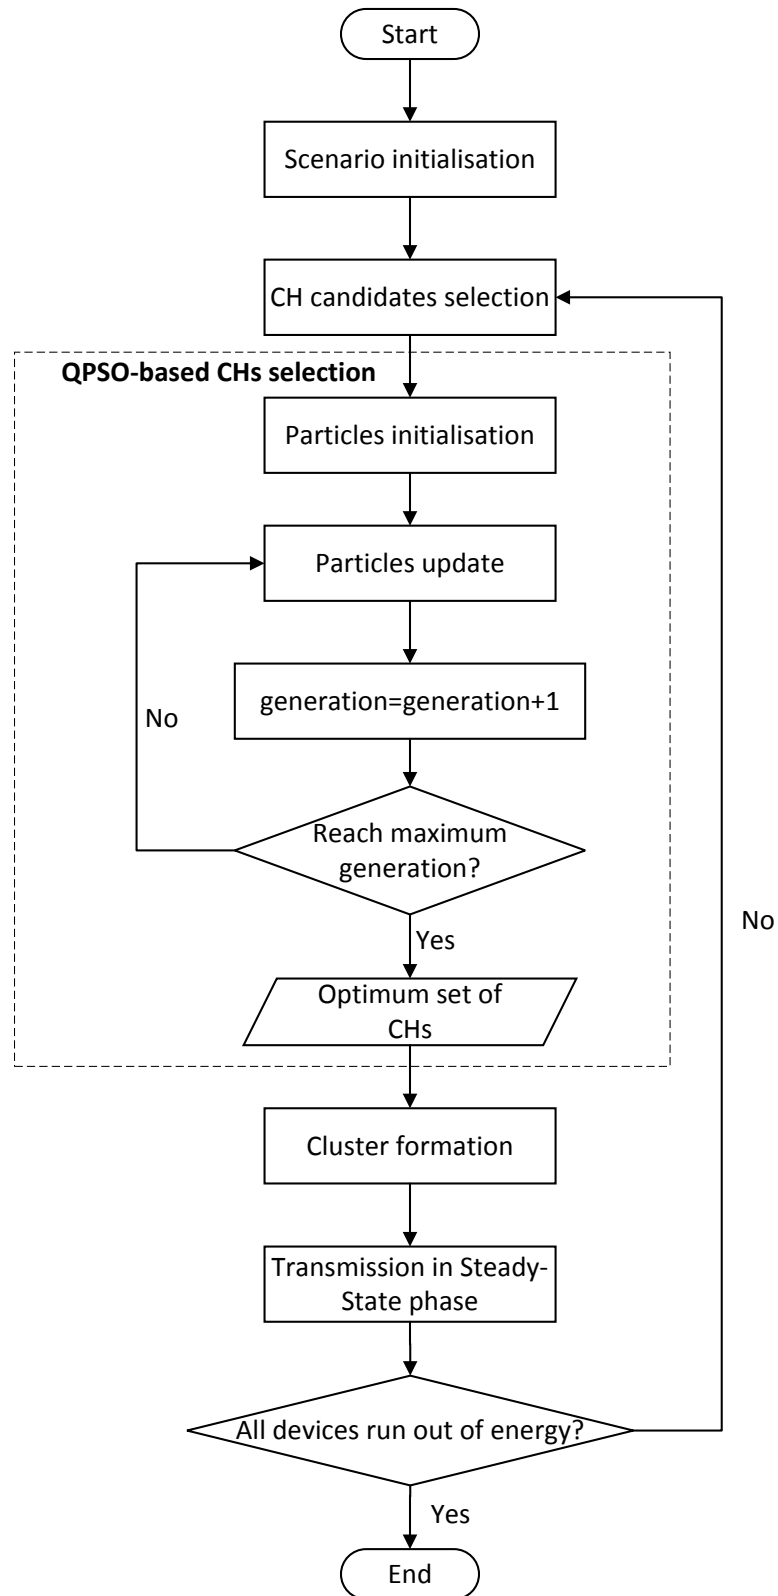 Start
Scenario initialisation
CH candidates selection
QPSO-based CHs selection
Particles initialisation
Particles update
generation=generation+1
No
Reach maximum
generation?
No
Yes
Optimum set of
CHs
Cluster formation
Transmission in Steady-
State phase
All devices run out of energy?
Yes
End